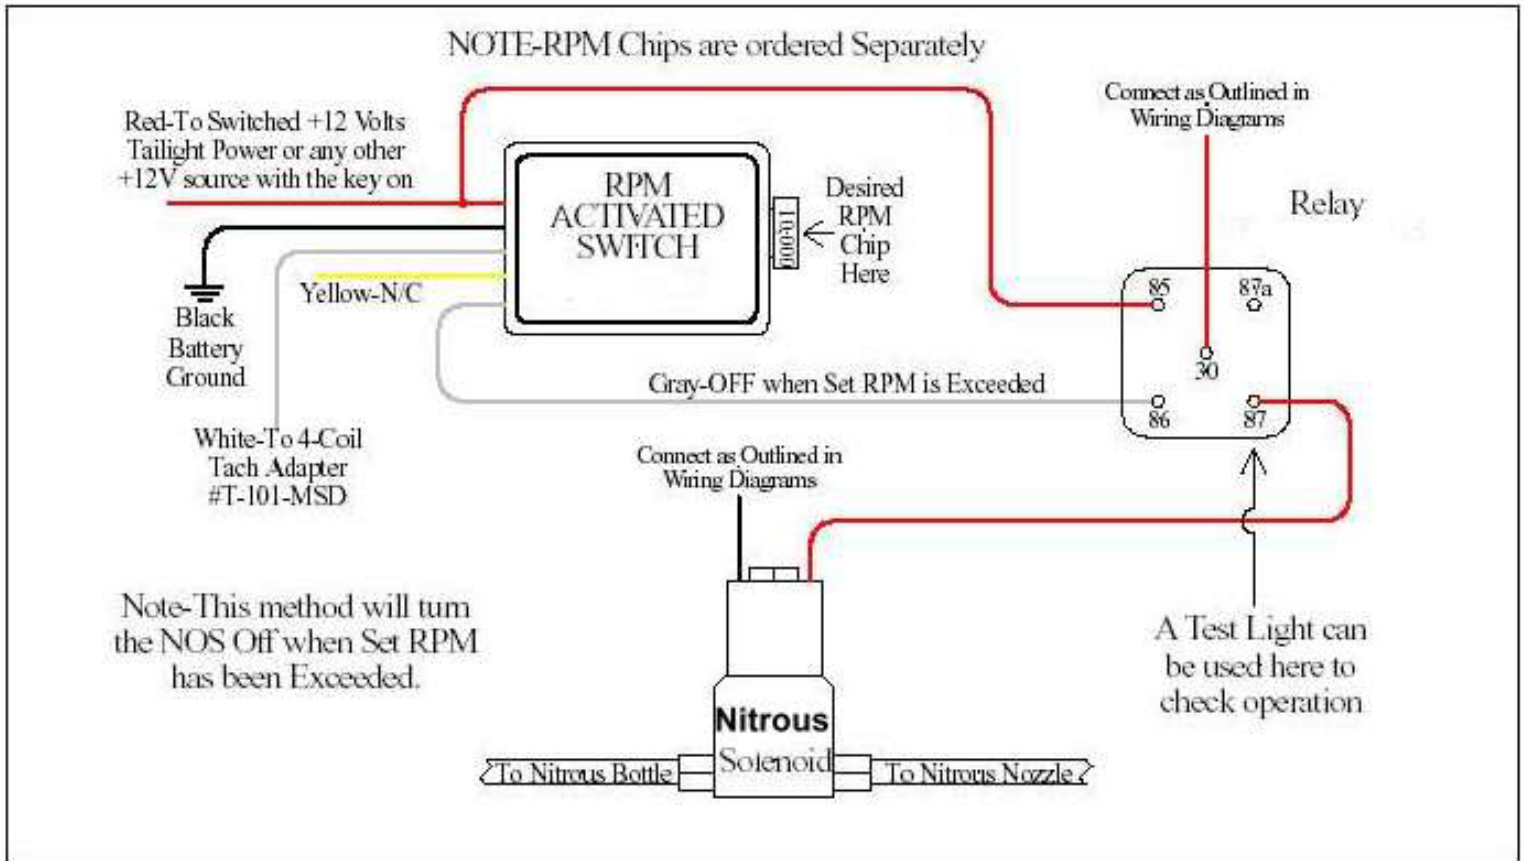 NOTE-RPM Chips are ordered Separately
Red-To Switched +12 Volts
Tailight Power or any other
+12V source with the key on
RPM
ACTIVATED
SWITCH
Desired
RPM
Chip
Here
Connect as Outlined in
Wiring Diagrams
Relay
Yellow-N/C
Black
Battery
Ground
85
87a
30
86
87
Gray-OFF when Set RPM is Exceeded
White-To 4-Coil
Tach Adapter
#T-101-MSD
Connect as Outlined in
Wiring Diagrams
Note-This method will turn
the NOS Off when Set RPM
has been Exceeded.
A Test Light can
be used here to
check operation
Nitrous
Solenoid
To Nitrous Bottle
To Nitrous Nozzle